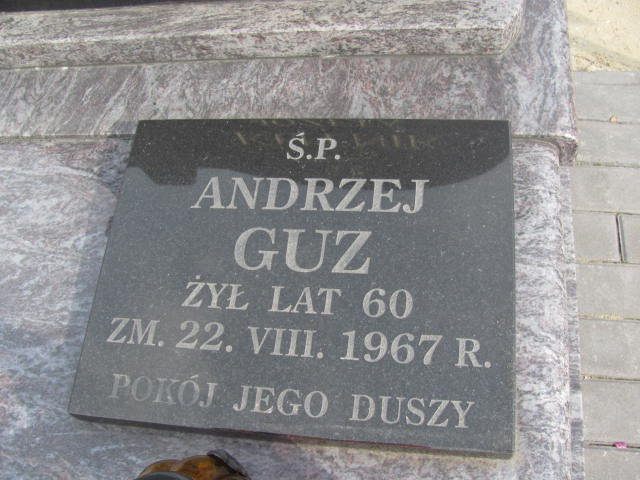 Ś.P.
ANDRZEJ
GUZ
ŻYŁ LAT 60
ZM. 22. VIII. 1967 R.
POKÓJ JEGO DUSZY